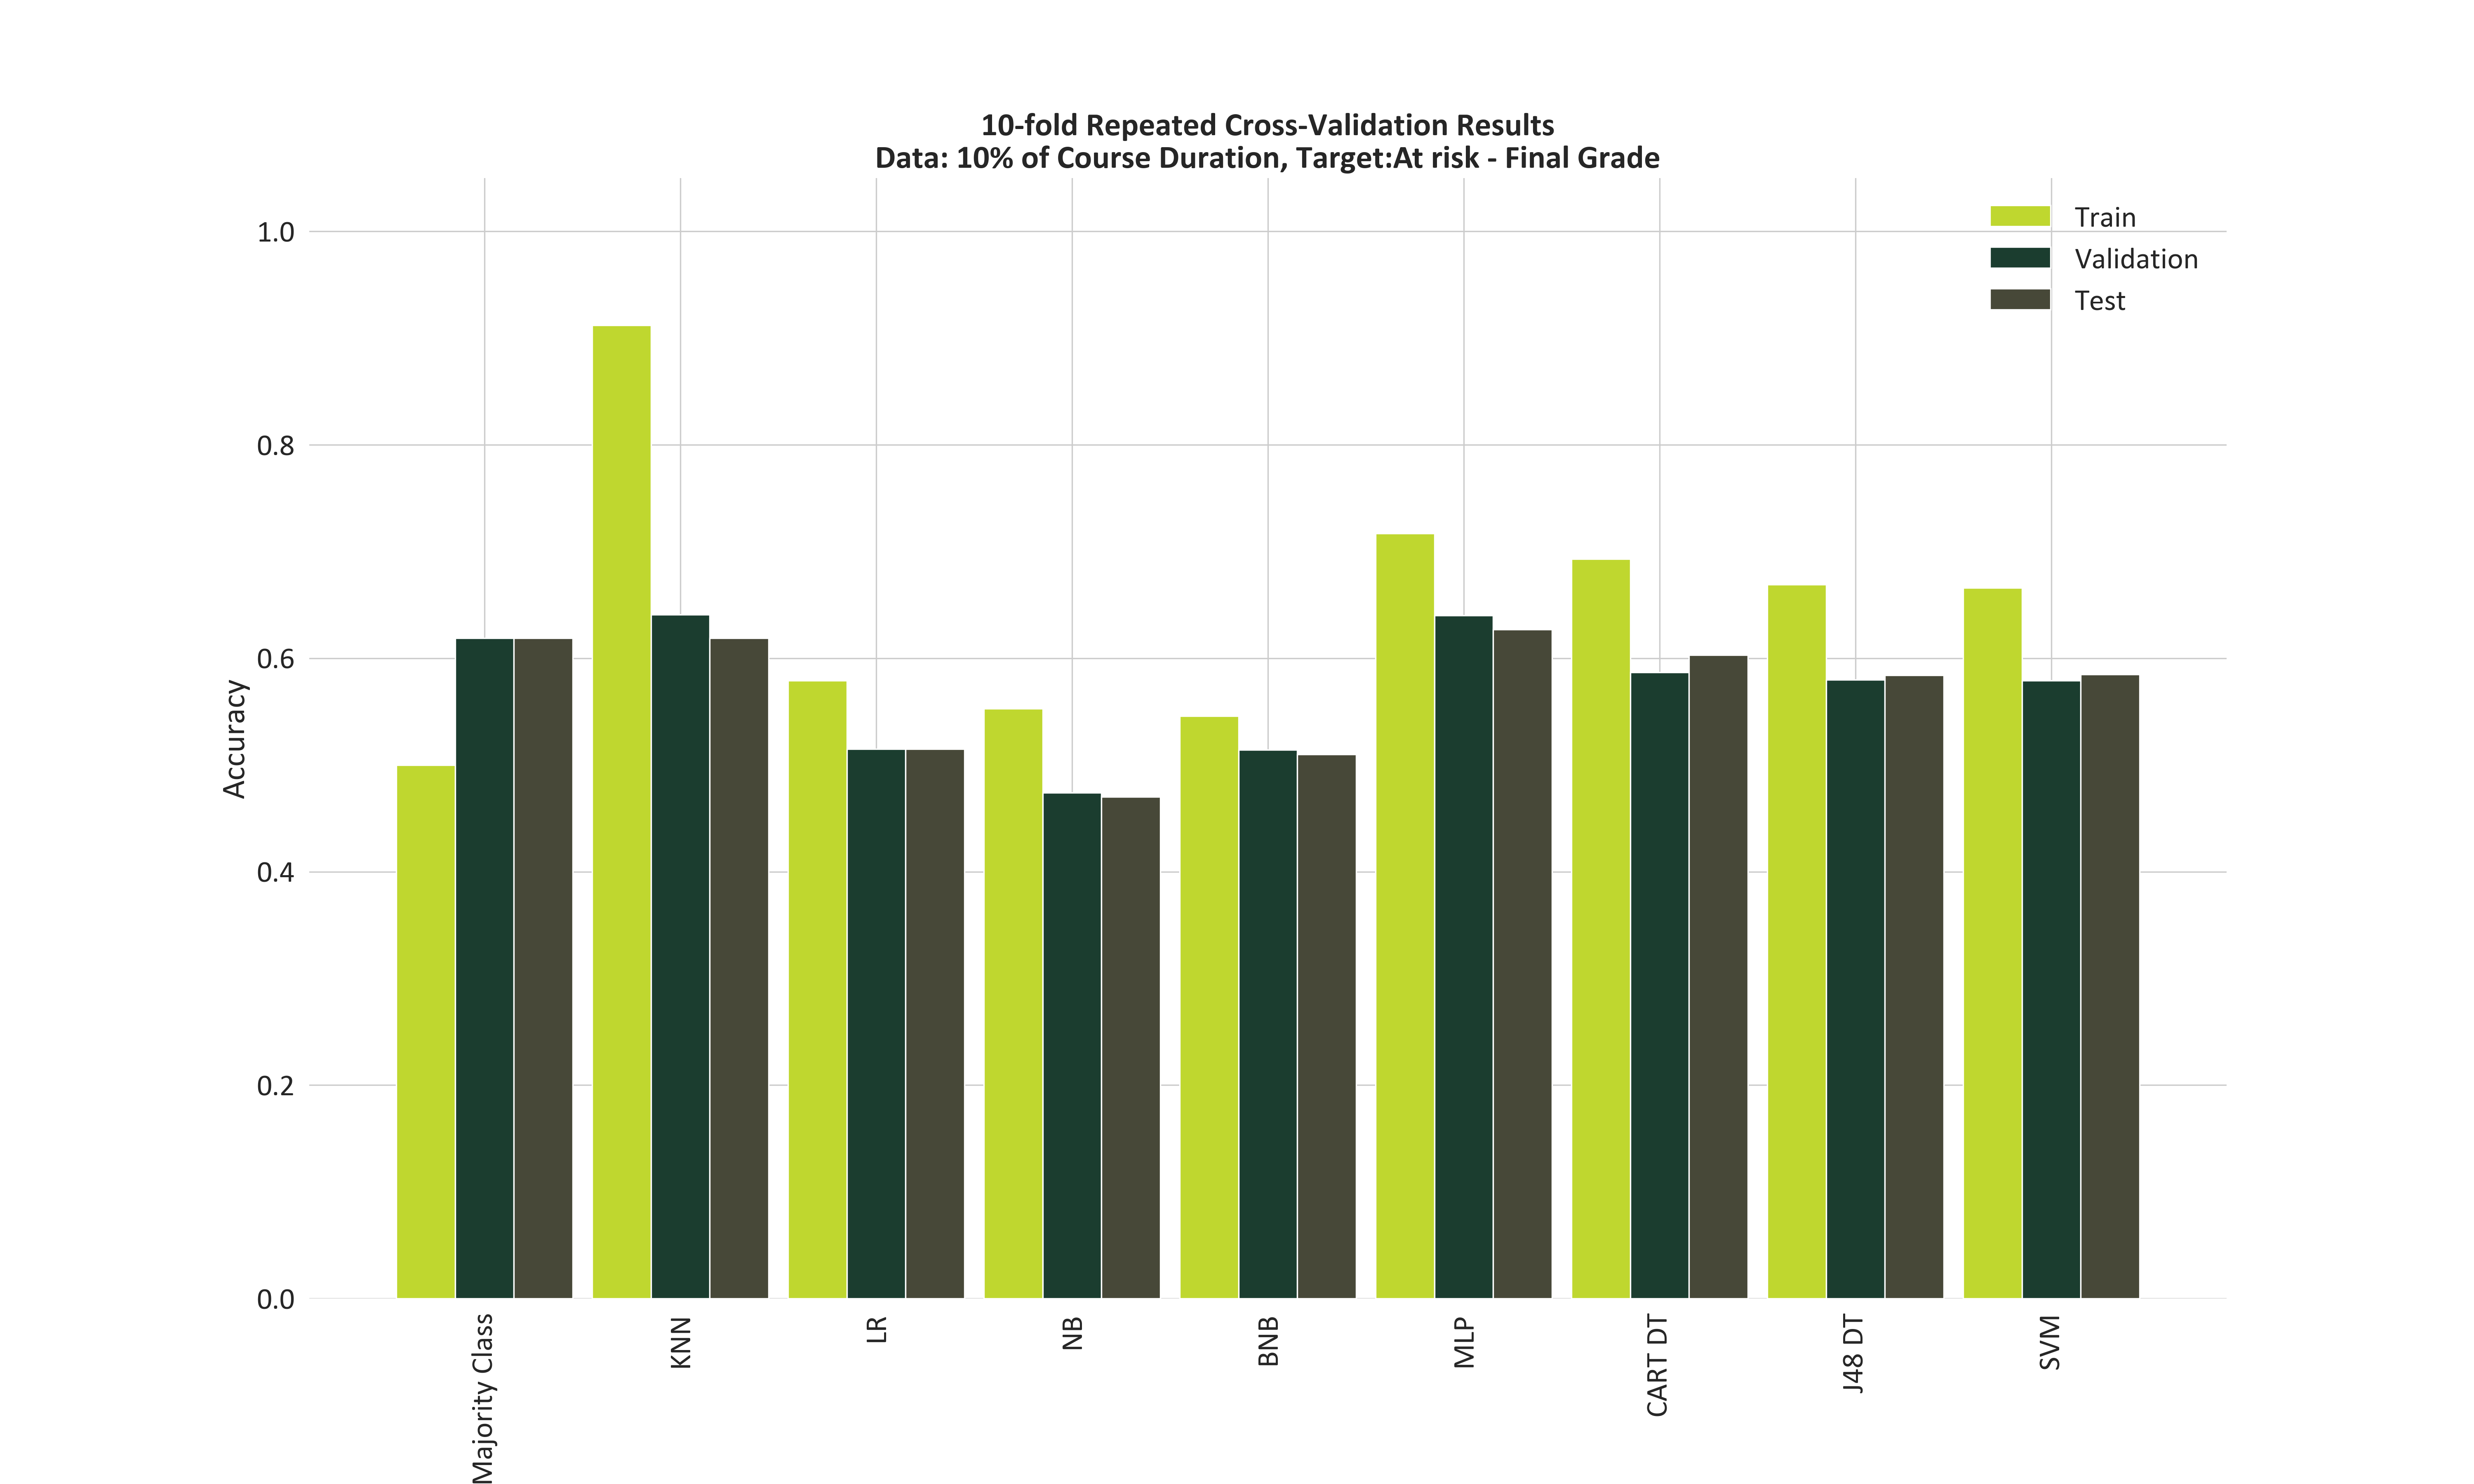 10-fold Repeated Cross-Validation Results
Data: 10% of Course Duration, Target:At risk - Final Grade
Train
Validation
Test
Accuracy
1.0
0.8
0.6
0.4
0.2
0.0
Majority Class
KNN
LR
NB
BNB
MLP
CART DT
J48 DT
SVM